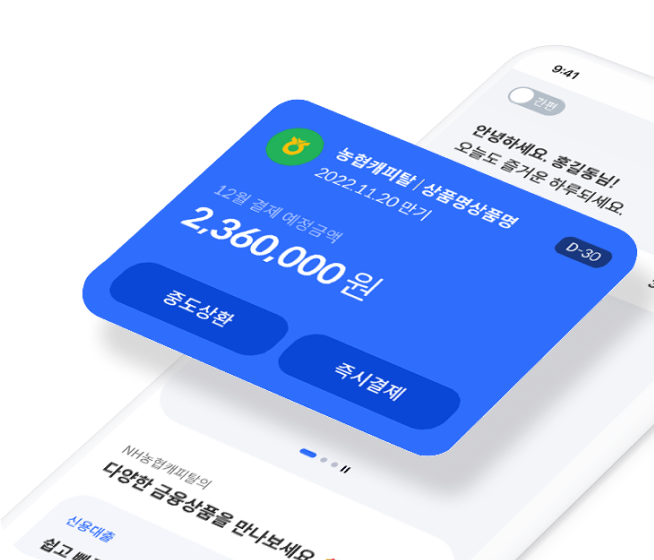 9:41
간편
안녕하세요. 홍길동님!
오늘도 즐거운 하루되세요.
농협캐피탈 | 상품명상품명
2022.11.20 만기
D-30
12월 결제 예정금액
2,360,000원
중도상환
즉시결제
NH농협캐피탈의
다양한 금융상품을 만나보세요
신용대출
쉽고